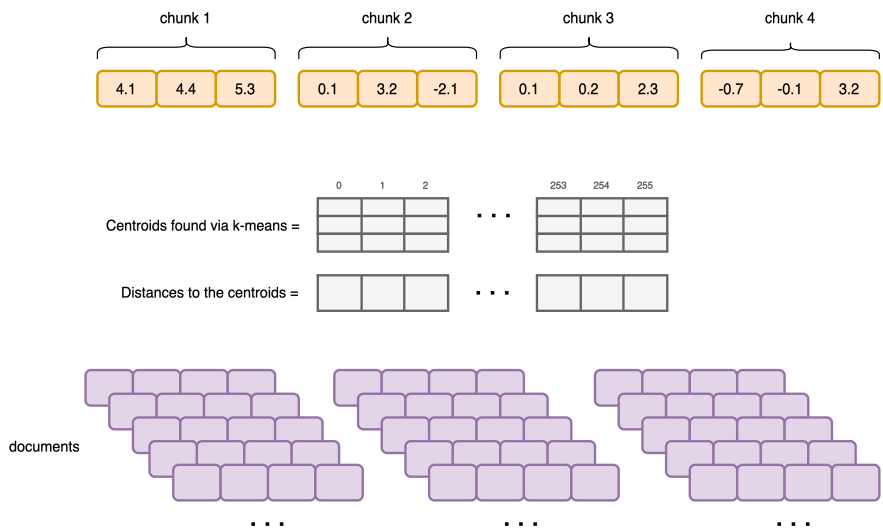 chunk 1 chunk 2 chunk 3 chunk 4
4.1 4.4 5.3 0.1 3.2 -2.1 0.1 0.2 2.3 -0.7 -0.1 3.2
0 1 2 253 254 255
Centroids found via k-means = . . .
Distances to the centroids = . . .
documents
. . . . . . . . .